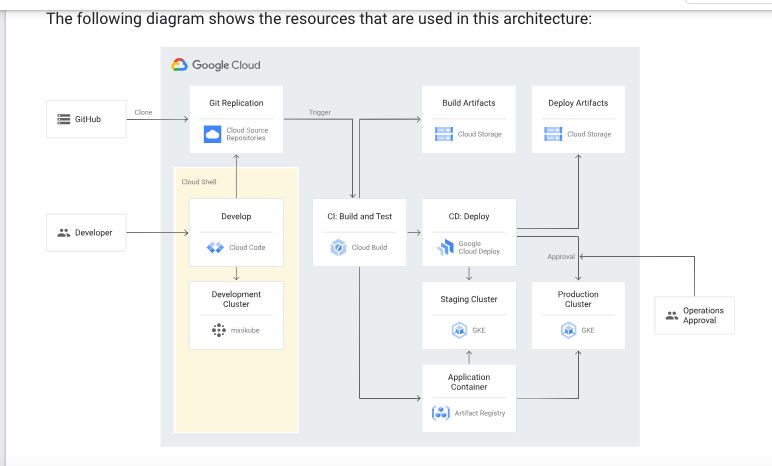 The following diagram shows the resources that are used in this architecture:
Google Cloud
GitHub
Clone
Git Replication
Cloud Source
Repositories
Trigger
Build Artifacts
Cloud Storage
Deploy Artifacts
Cloud Storage
Cloud Shell
Developer
Develop
Cloud Code
CI: Build and Test
Cloud Build
CD: Deploy
Google
Cloud Deploy
Approval
Development
Cluster
minikube
Staging Cluster
GKE
Production
Cluster
GKE
Operations
Approval
Application
Container
Artifact Registry